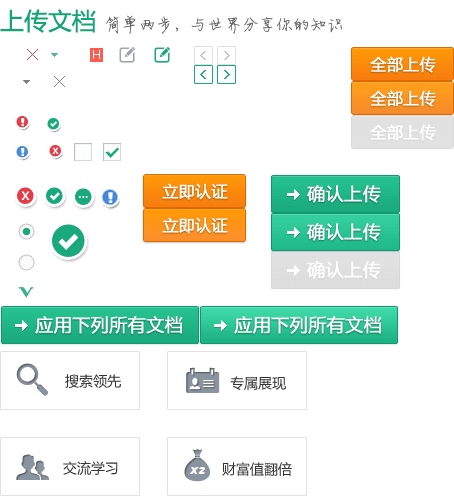 上传文档 简单两步，与世界分享你的知识
H
全部上传
全部上传
全部上传
立即认证
立即认证
确认上传
确认上传
确认上传
应用下列所有文档 应用下列所有文档
搜索领先 专属展现
交流学习 X2 财富值翻倍